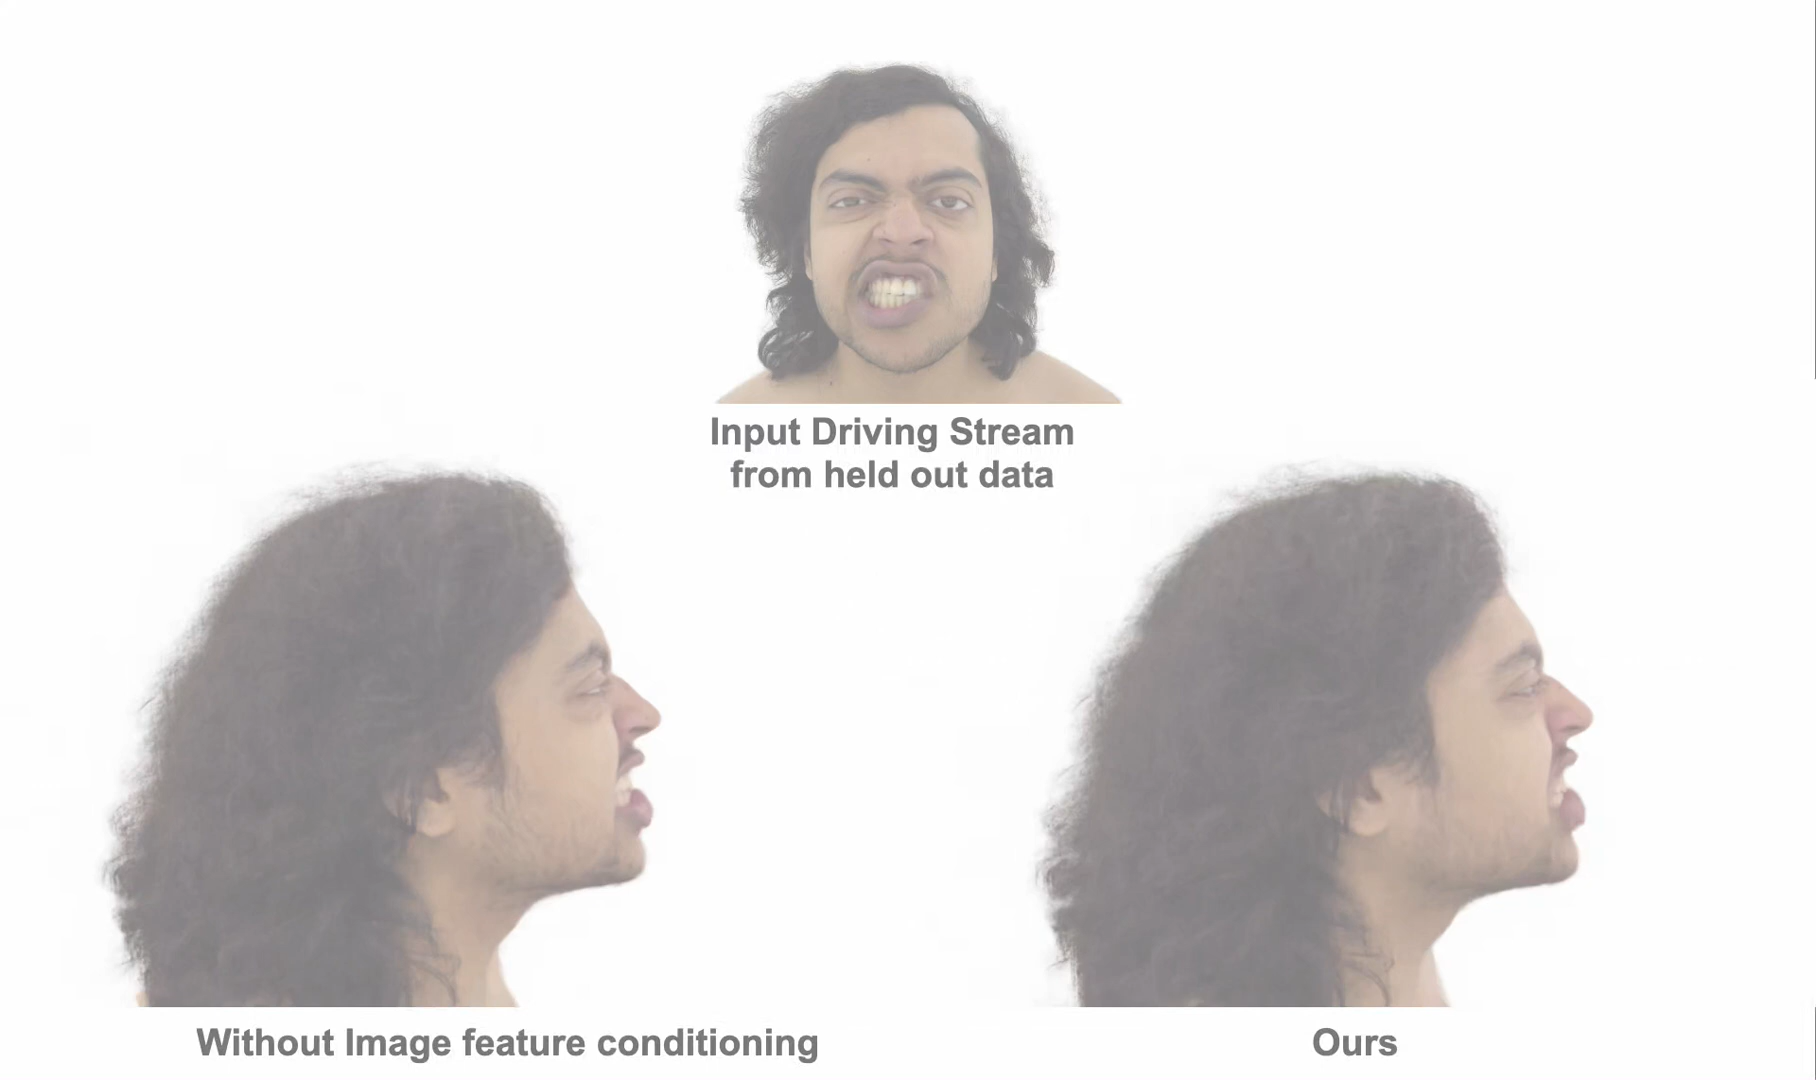 Input Driving Stream
from held out data
Without Image feature conditioning
Ours